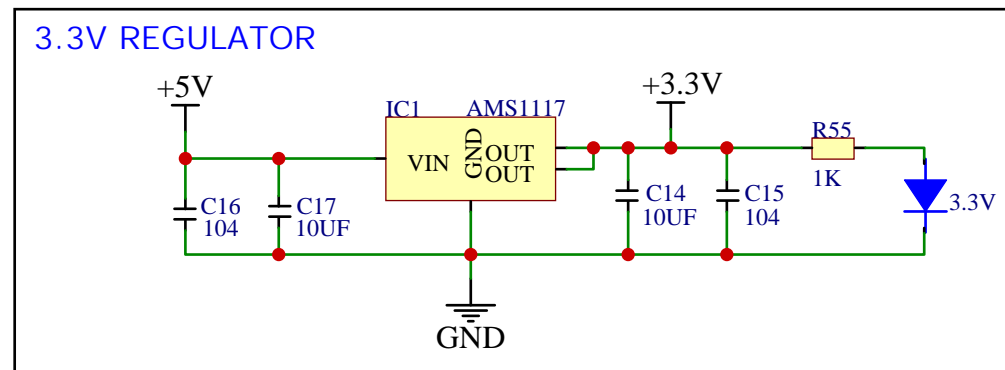 3.3V REGULATOR
+5V
+3.3V
IC1
AMS1117
R55
VIN
GND
OUT
OUT
1K
C16
104
C17
10UF
C14
10UF
C15
104
3.3V
GND